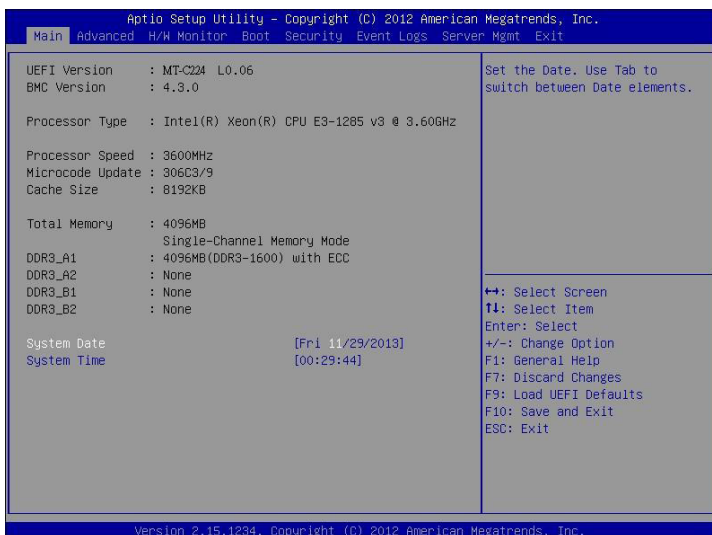 Aptio Setup Utility - Copyright (C) 2012 American Megatrends, Inc.
Main Advanced H/W Monitor Boot Security Event Logs Server Mgmt Exit
UEFI Version : MT-C224 L0.06
BMC Version : 4.3.0
Processor Type : Intel(R) Xeon(R) CPU E3-1285 v3 @ 3.60GHz
Processor Speed : 3600MHz
Microcode Update : 306C3/9
Cache Size : 8192KB
Total Memory : 4096MB
Single-Channel Memory Mode
DDR3_A1 : 4096MB(DDR3-1600) with ECC
DDR3_A2 : None
DDR3_B1 : None
DDR3_B2 : None
System Date [Fri 11/29/2013]
System Time [00:29:44]
Set the Date. Use Tab to
switch between Date elements.
↔: Select Screen
↑↓: Select Item
Enter: Select
+/-: Change Option
F1: General Help
F7: Discard Changes
F9: Load UEFI Defaults
F10: Save and Exit
ESC: Exit
Version 2.15.1234. Copyright (C) 2012 American Megatrends, Inc.